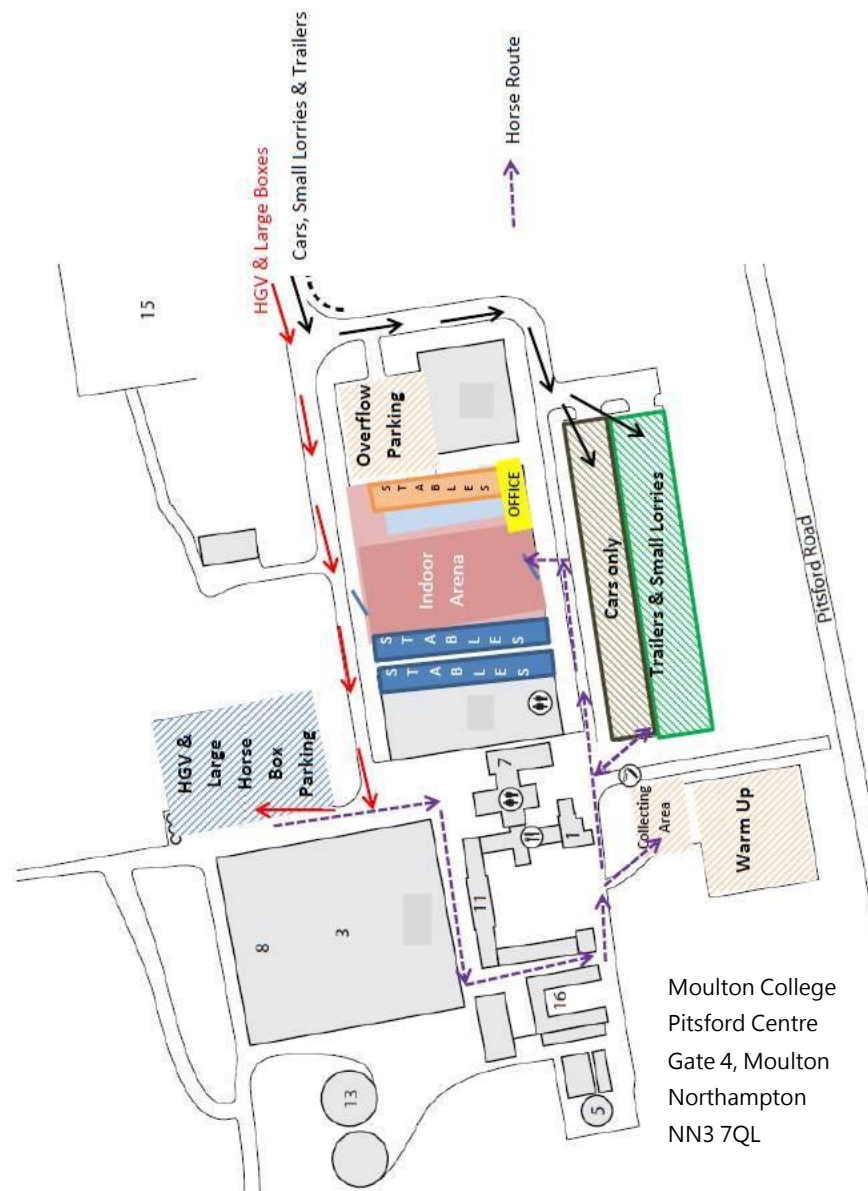 HGV & Large Boxes
Cars, Small Lorries & Trailers
Horse Route
15
Overflow
Parking
STABLES
OFFICE
Indoor
Arena
STABLES
STABLES
Cars only
Trailers & Small Lorries
Pitsford Road
HGV &
Large
Horse
Box
Parking
7
1
11
Collecting
Area
Warm Up
8
3
16
13
5
Moulton College
Pitsford Centre
Gate 4, Moulton
Northampton
NN3 7QL